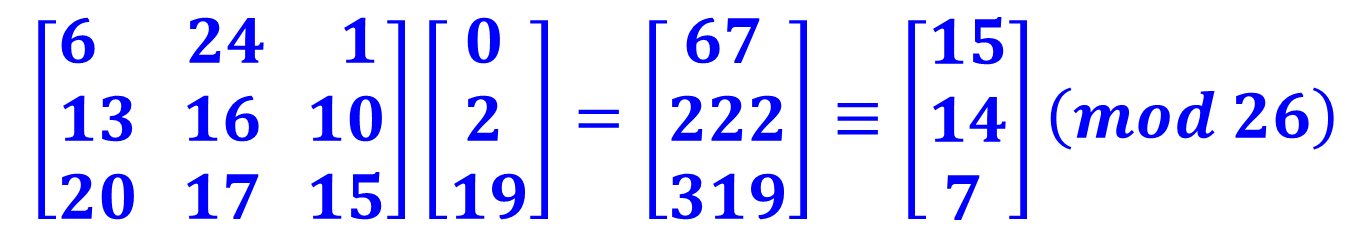 [6 24 1] [0] [67] [15]
[13 16 10] [2] = [222] ≡ [14] (mod 26)
[20 17 15] [19] [319] [7]